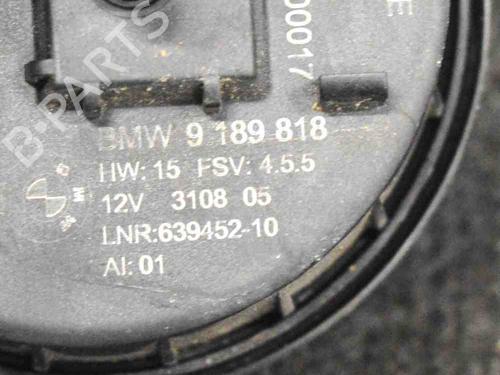 B-PARTS
E
00017
BMW 9 189 818
HW: 15 FSV: 4.5.5
12V 3108 05
LNR:639452-10
AI: 01